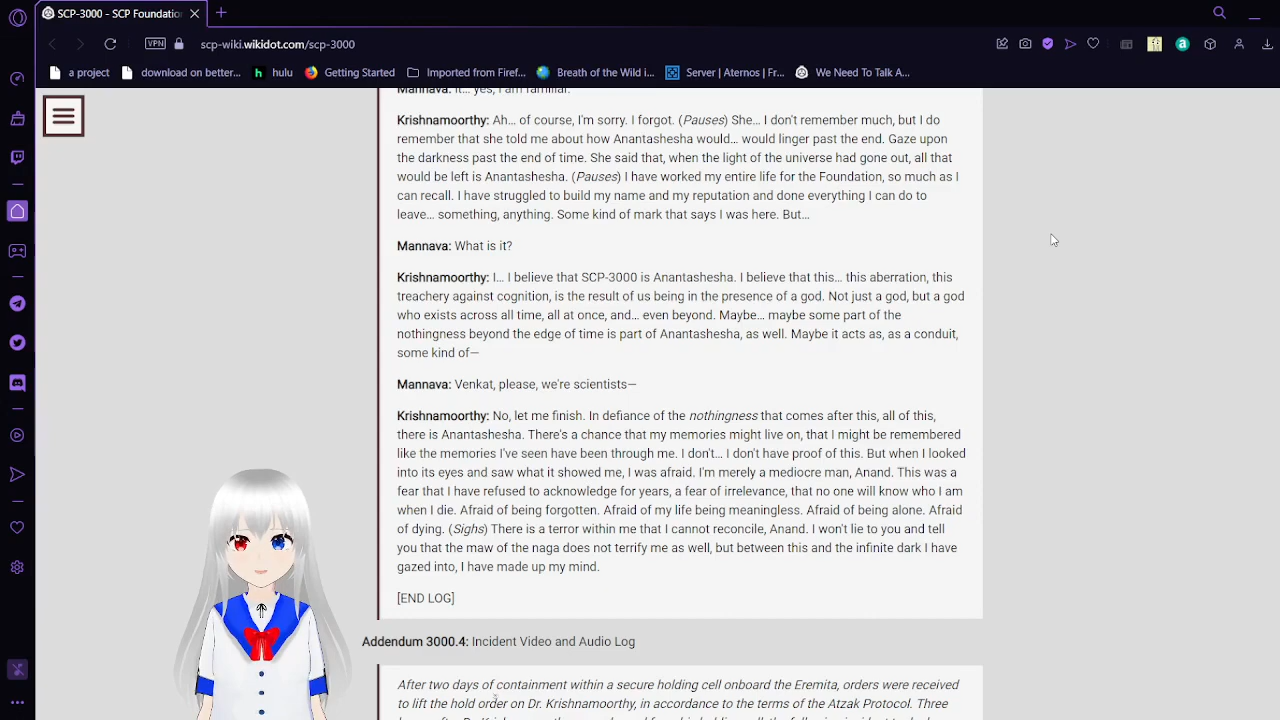 SCP-3000 - SCP Foundation
scp-wiki.wikidot.com/scp-3000
VPN
a project
download on better...
hulu
Getting Started
Imported from Firef...
Breath of the Wild i...
Server | Aternos | Fr...
We Need To Talk A...
Mannava: It… yes, I am familiar.
Krishnamoorthy: Ah… of course, I'm sorry. I forgot. (Pauses) She… I don't remember much, but I do
remember that she told me about how Anantashesha would… would linger past the end. Gaze upon
the darkness past the end of time. She said that, when the light of the universe had gone out, all that
would be left is Anantashesha. (Pauses) I have worked my entire life for the Foundation, so much as I
can recall. I have struggled to build my name and my reputation and done everything I can do to
leave… something, anything. Some kind of mark that says I was here. But…
Mannava: What is it?
Krishnamoorthy: I… I believe that SCP-3000 is Anantashesha. I believe that this… this aberration, this
treachery against cognition, is the result of us being in the presence of a god. Not just a god, but a god
who exists across all time, all at once, and… even beyond. Maybe… maybe some part of the
nothingness beyond the edge of time is part of Anantashesha, as well. Maybe it acts as, as a conduit,
some kind of—
Mannava: Venkat, please, we're scientists—
Krishnamoorthy: No, let me finish. In defiance of the nothingness that comes after this, all of this,
there is Anantashesha. There's a chance that my memories might live on, that I might be remembered
like the memories I've seen have been through me. I don't… I don't have proof of this. But when I looked
into its eyes and saw what it showed me, I was afraid. I'm merely a mediocre man, Anand. This was a
fear that I have refused to acknowledge for years, a fear of irrelevance, that no one will know who I am
when I die. Afraid of being forgotten. Afraid of my life being meaningless. Afraid of being alone. Afraid
of dying. (Sighs) There is a terror within me that I cannot reconcile, Anand. I won't lie to you and tell
you that the maw of the naga does not terrify me as well, but between this and the infinite dark I have
gazed into, I have made up my mind.
[END LOG]
Addendum 3000.4: Incident Video and Audio Log
After two days of containment within a secure holding cell onboard the Eremita, orders were received
to lift the hold order on Dr. Krishnamoorthy, in accordance to the terms of the Atzak Protocol. Three